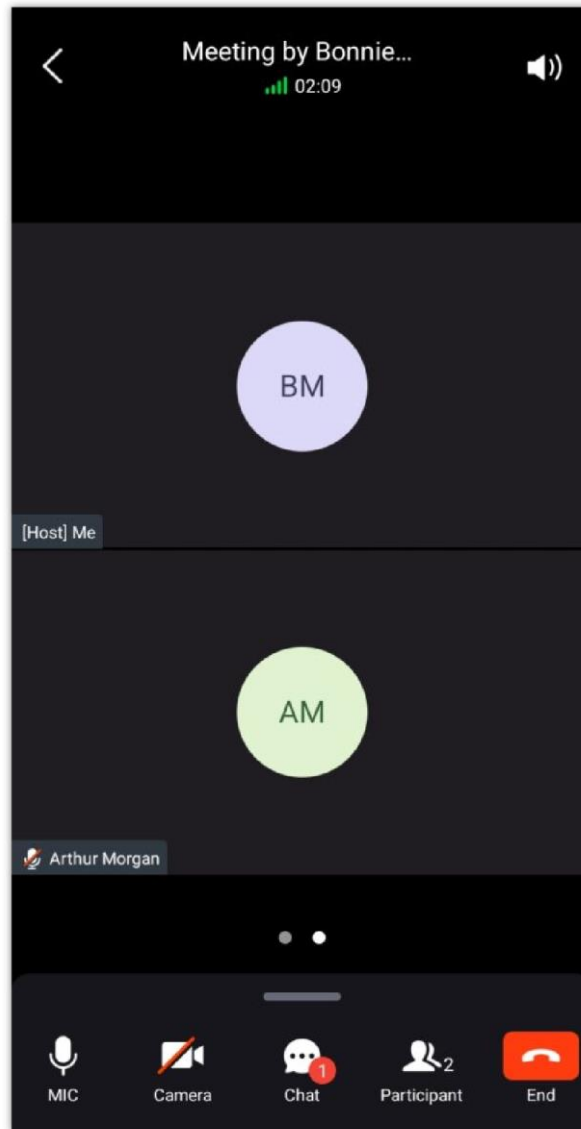 Meeting by Bonnie...
02:09
BM
[Host] Me
AM
Arthur Morgan
1
2
MIC Camera Chat Participant End